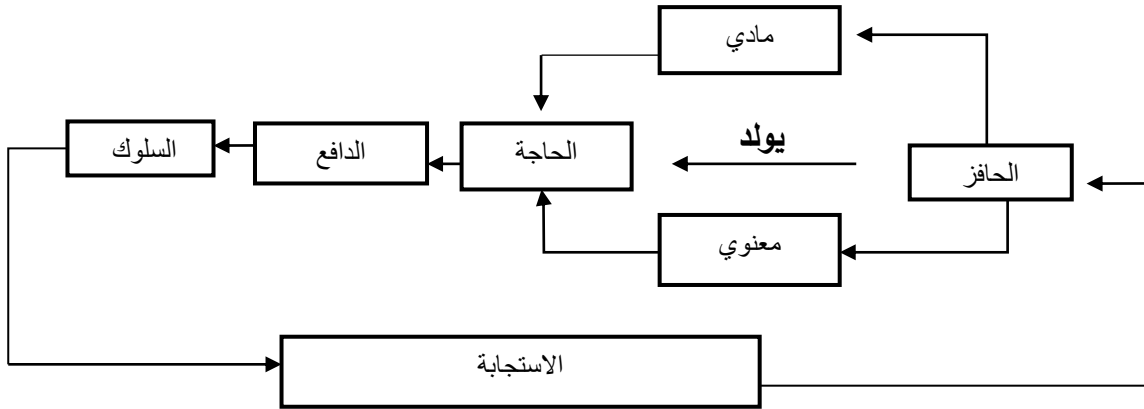 مادي
الحافز
يولد
الحاجة
الدافع
السلوك
معنوي
الاستجابة